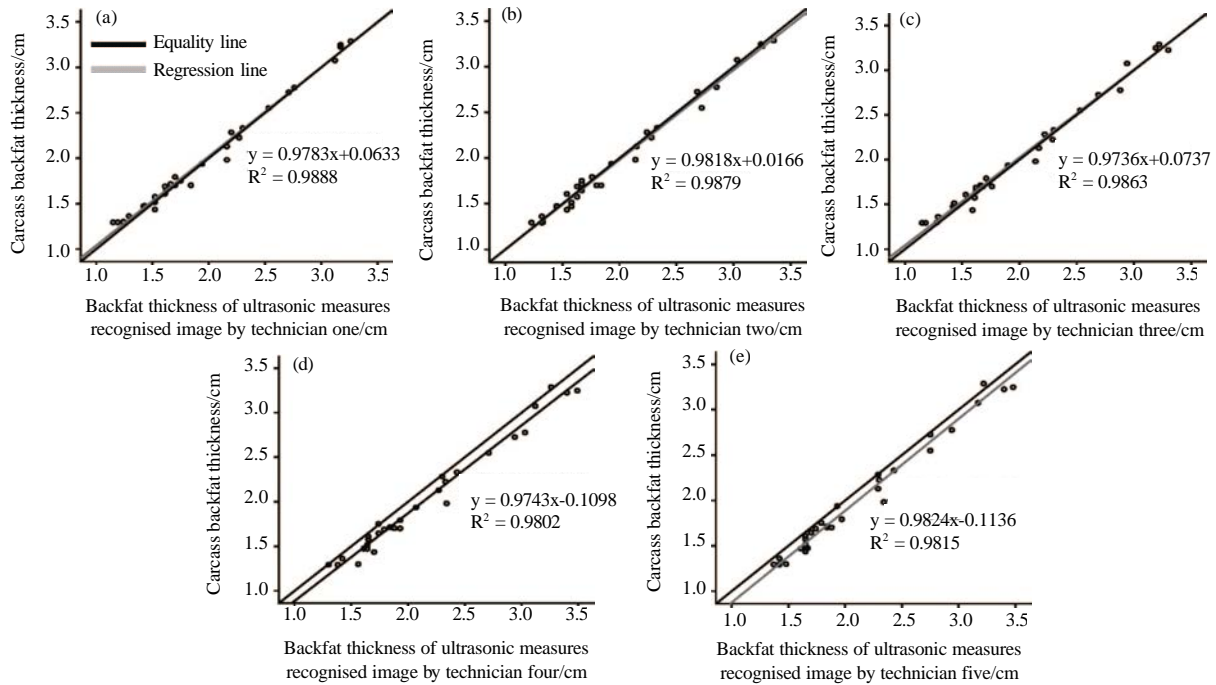 (a)
Carcass backfat thickness/cm
3.5
3.0
2.5
2.0
1.5
1.0
Equality line
Regression line
y = 0.9783x+0.0633
R² = 0.9888
1.0 1.5 2.0 2.5 3.0 3.5
Backfat thickness of ultrasonic measures
recognised image by technician one/cm
(b)
Carcass backfat thickness/cm
3.5
3.0
2.5
2.0
1.5
1.0
y = 0.9818x+0.0166
R² = 0.9879
1.0 1.5 2.0 2.5 3.0 3.5
Backfat thickness of ultrasonic measures
recognised image by technician two/cm
(c)
Carcass backfat thickness/cm
3.5
3.0
2.5
2.0
1.5
1.0
y = 0.9736x+0.0737
R² = 0.9863
1.0 1.5 2.0 2.5 3.0 3.5
Backfat thickness of ultrasonic measures
recognised image by technician three/cm
(d)
Carcass backfat thickness/cm
3.5
3.0
2.5
2.0
1.5
1.0
y = 0.9743x-0.1098
R² = 0.9802
1.0 1.5 2.0 2.5 3.0 3.5
Backfat thickness of ultrasonic measures
recognised image by technician four/cm
(e)
Carcass backfat thickness/cm
3.5
3.0
2.5
2.0
1.5
1.0
y = 0.9824x-0.1136
R² = 0.9815
1.0 1.5 2.0 2.5 3.0 3.5
Backfat thickness of ultrasonic measures
recognised image by technician five/cm